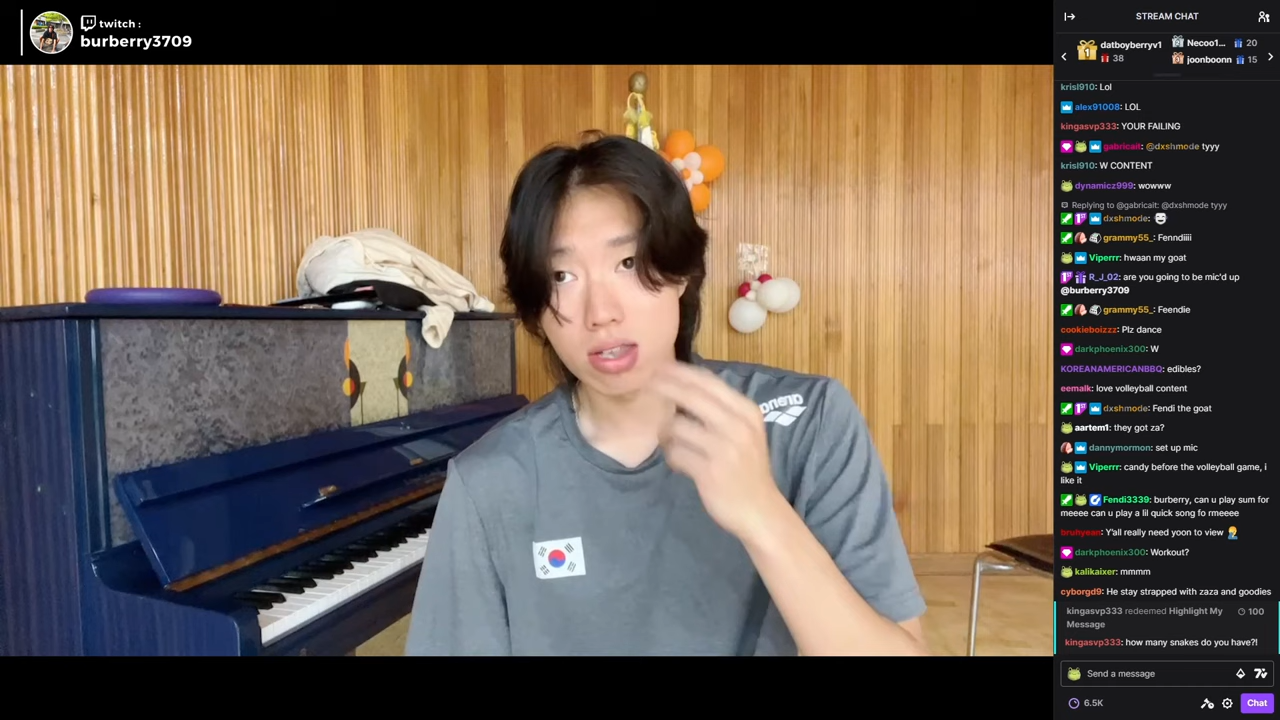 twitch :
burberry3709
arena
STREAM CHAT
datboyberryv1
38
Necoo1...
20
joonboonn
15
krisl910: Lol
alex91008: LOL
kingasvp333: YOUR FAILING
gabricait: @dxshmode tyyy
krisl910: W CONTENT
dynamicz999: wowww
Replying to @gabricait: @dxshmode tyyy
dxshmode:
grammy55_: Fenndiiii
Viperrr: hwaan my goat
R_J_02: are you going to be mic'd up
@burberry3709
grammy55_: Feendie
cookieboizzz: Plz dance
darkphoenix300: W
KOREANAMERICANBBQ: edibles?
eemalk: love volleyball content
dxshmode: Fendi the goat
aartem1: they got za?
dannymormon: set up mic
Viperrr: candy before the volleyball game, i
like it
Fendi3339: burberry, can u play sum for
meeee can u play a lil quick song fo rmeeee
bruhyean: Y'all really need yoon to view
darkphoenix300: Workout?
kalikaixer: mmmm
cyborgd9: He stay strapped with zaza and goodies
kingasvp333 redeemed Highlight My
Message
100
kingasvp333: how many snakes do you have?!
Send a message
6.5K
Chat